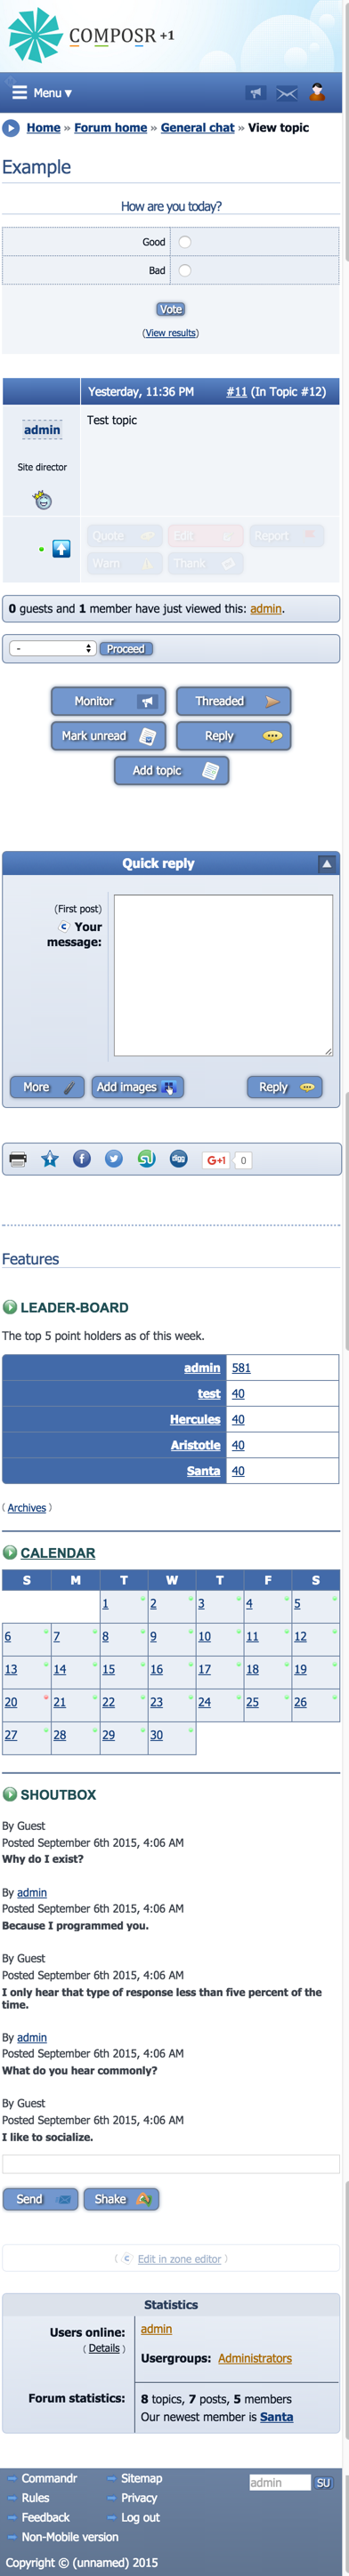 COMPOSR +1
Menu ▾
Home » Forum home » General chat » View topic
Example
How are you today?
Good
Bad
Vote
(View results)
Yesterday, 11:36 PM #11 (In Topic #12)
admin
Test topic
Site director
Quote Edit Report
Warn Thank
0 guests and 1 member have just viewed this: admin.
- Proceed
Monitor Threaded
Mark unread Reply
Add topic
Quick reply
(First post)
Your
message:
More Add images Reply
digg G+1 0
Features
LEADER-BOARD
The top 5 point holders as of this week.
admin 581
test 40
Hercules 40
Aristotle 40
Santa 40
( Archives )
CALENDAR
S M T W T F S
1 2 3 4 5
6 7 8 9 10 11 12
13 14 15 16 17 18 19
20 21 22 23 24 25 26
27 28 29 30
SHOUTBOX
By Guest
Posted September 6th 2015, 4:06 AM
Why do I exist?
By admin
Posted September 6th 2015, 4:06 AM
Because I programmed you.
By Guest
Posted September 6th 2015, 4:06 AM
I only hear that type of response less than five percent of the
time.
By admin
Posted September 6th 2015, 4:06 AM
What do you hear commonly?
By Guest
Posted September 6th 2015, 4:06 AM
I like to socialize.
Send Shake
( Edit in zone editor )
Statistics
Users online: admin
( Details )
Usergroups: Administrators
Forum statistics: 8 topics, 7 posts, 5 members
Our newest member is Santa
Commandr Sitemap admin SU
Rules Privacy
Feedback Log out
Non-Mobile version
Copyright © (unnamed) 2015